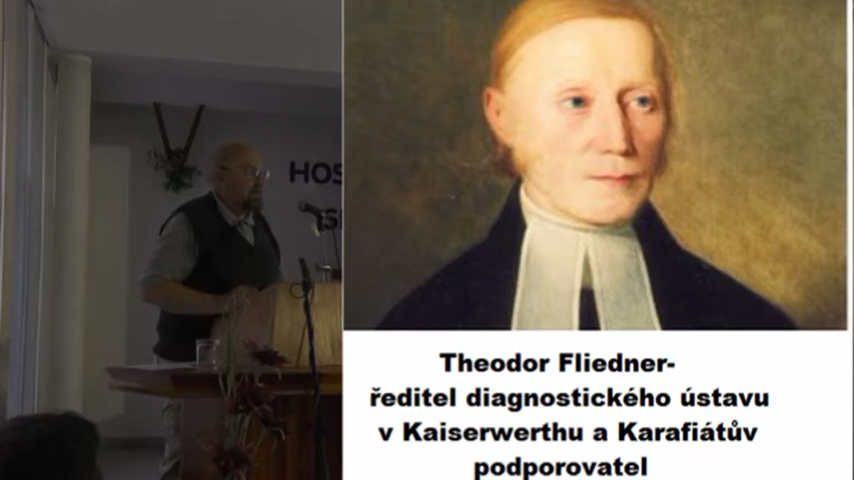 HOS
Theodor Fliedner-
ředitel diagnostického ústavu
v Kaiserwerthu a Karafiátův
podporovatel